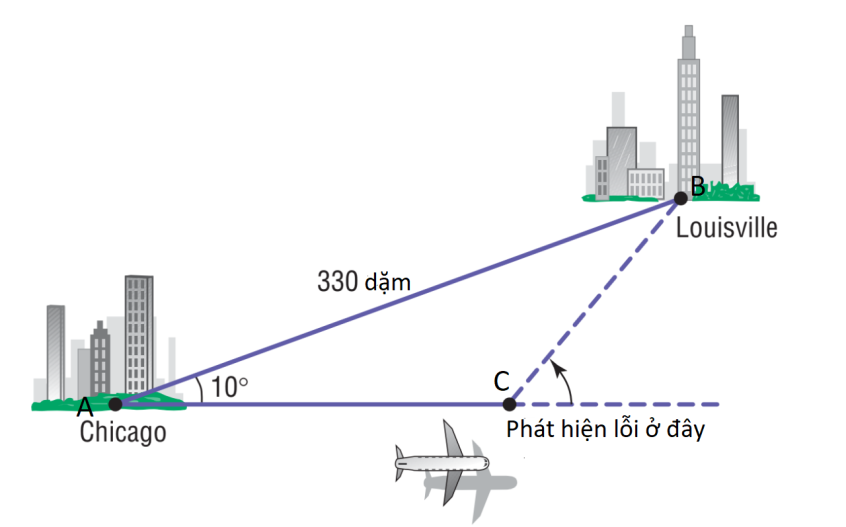 B
Louisville
330 dặm
10°
A
C
Chicago
Phát hiện lỗi ở đây